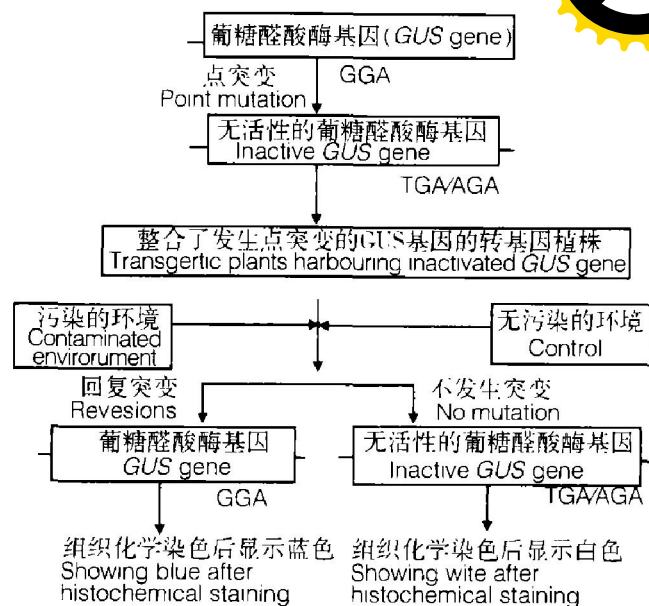 葡糖醛酸酶基因(GUS gene)
点突变 GGA
Point mutation
无活性的葡糖醛酸酶基因
Inactive GUS gene
TGA/AGA
整合了发生点突变的GUS基因的转基因植株
Transgertic plants harbouring inactivated GUS gene
污染的环境
Contaminated
envirorument
无污染的环境
Control
回复突变
Revesions
不发生突变
No mutation
葡糖醛酸酶基因
GUS gene
GGA
无活性的葡糖醛酸酶基因
Inactive GUS gene
TGA/AGA
组织化学染色后显示蓝色
Showing blue after
histochemical staining
组织化学染色后显示白色
Showing wite after
histochemical staining